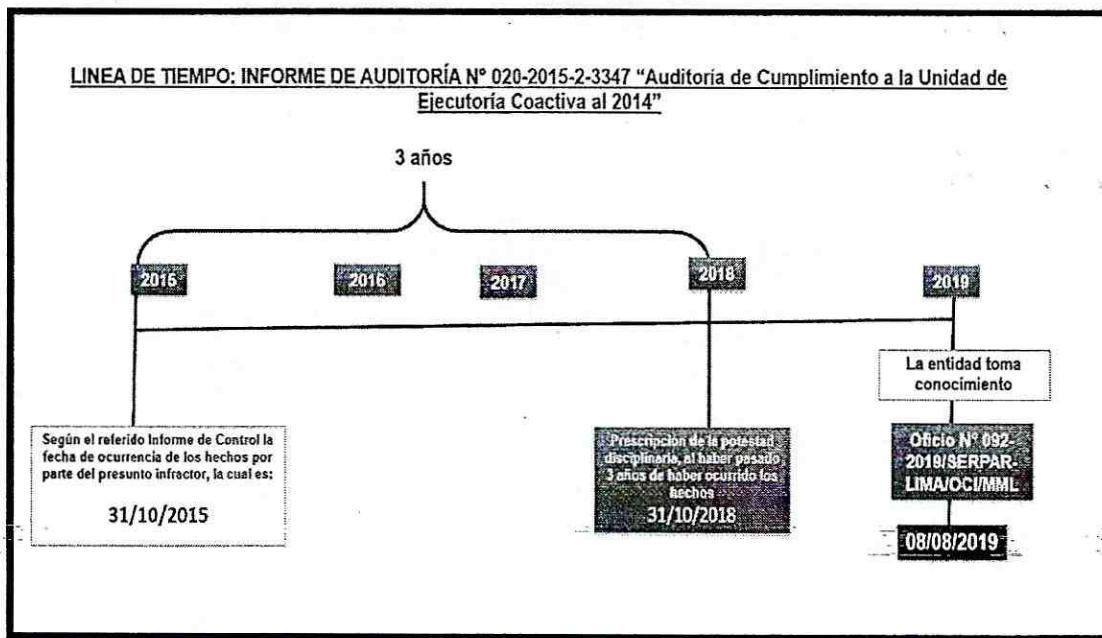 LINEA DE TIEMPO: INFORME DE AUDITORÍA N° 020-2015-2-3347 “Auditoría de Cumplimiento a la Unidad de
Ejecutoría Coactiva al 2014”
3 años
2015
2016
2017
2018
2019
La entidad toma
conocimiento
Según el referido Informe de Control la
fecha de ocurrencia de los hechos por
parte del presunto infractor, la cual es:
31/10/2015
Prescripción de la potestad
disciplinaria, al haber pasado
3 años de haber ocurrido los
hechos
31/10/2018
Oficio N° 092-
2019/SERPAR-
LIMA/OCI/MML
08/08/2019